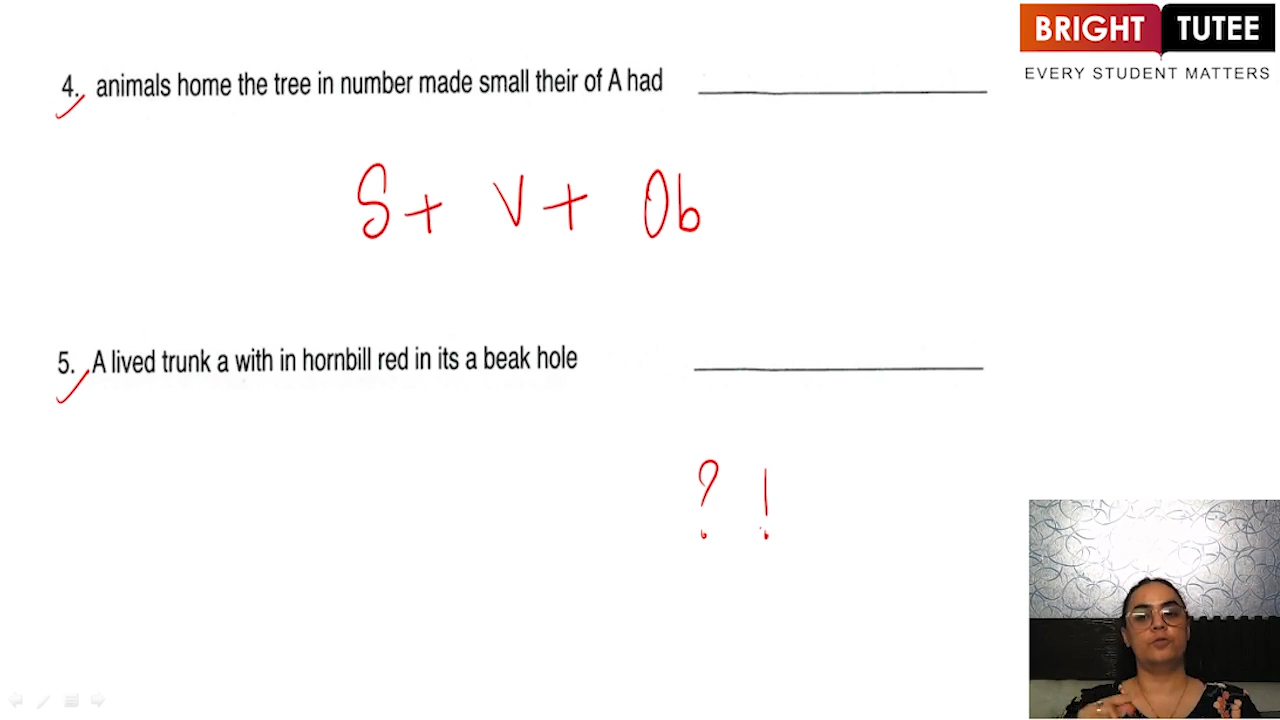 BRIGHT TUTEE
EVERY STUDENT MATTERS
4. animals home the tree in number made small their of A had
S + V + Ob
5. A lived trunk a with in hornbill red in its a beak hole
? !